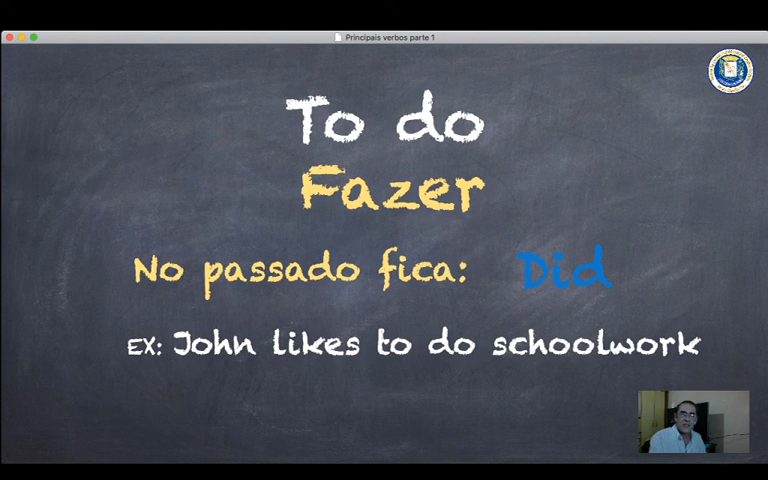 Principais verbos parte 1
To do
Fazer
No passado fica: Did
EX: John likes to do schoolwork